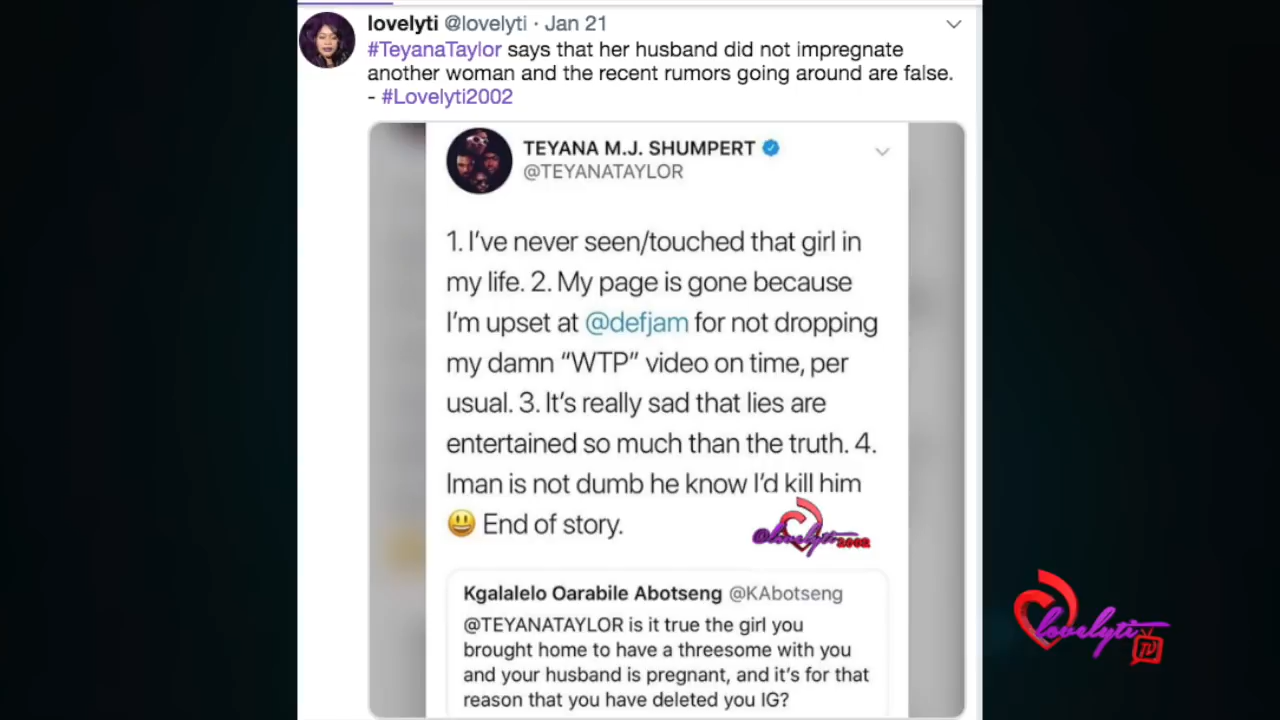 lovelyti @lovelyti · Jan 21
#TeyanaTaylor says that her husband did not impregnate
another woman and the recent rumors going around are false.
- #Lovelyti2002
TEYANA M.J. SHUMPERT
@TEYANATAYLOR
1. I've never seen/touched that girl in
my life. 2. My page is gone because
I'm upset at @defjam for not dropping
my damn “WTP” video on time, per
usual. 3. It's really sad that lies are
entertained so much than the truth. 4.
Iman is not dumb he know I'd kill him
😃 End of story.
@lovelyti2002
Kgalalelo Oarabile Abotseng @KAbotseng
@TEYANATAYLOR is it true the girl you
brought home to have a threesome with you
and your husband is pregnant, and it's for that
reason that you have deleted you IG?
lovelyti
TV